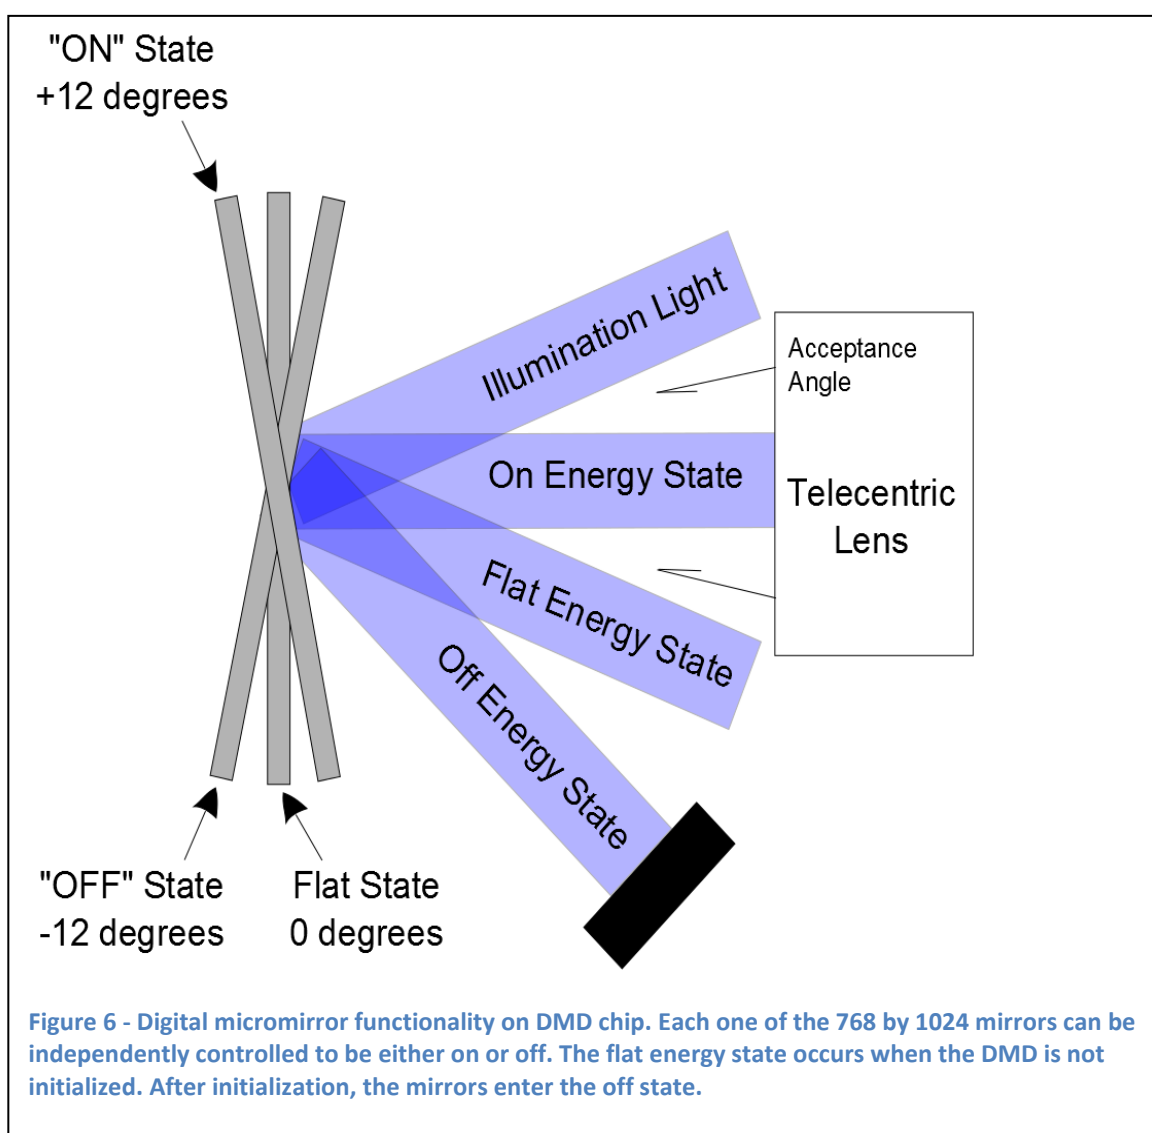 "ON" State
+12 degrees
Illumination Light
Acceptance
Angle
On Energy State
Telecentric
Lens
Flat Energy State
Off Energy State
"OFF" State
-12 degrees
Flat State
0 degrees
Figure 6 - Digital micromirror functionality on DMD chip. Each one of the 768 by 1024 mirrors can be
independently controlled to be either on or off. The flat energy state occurs when the DMD is not
initialized. After initialization, the mirrors enter the off state.